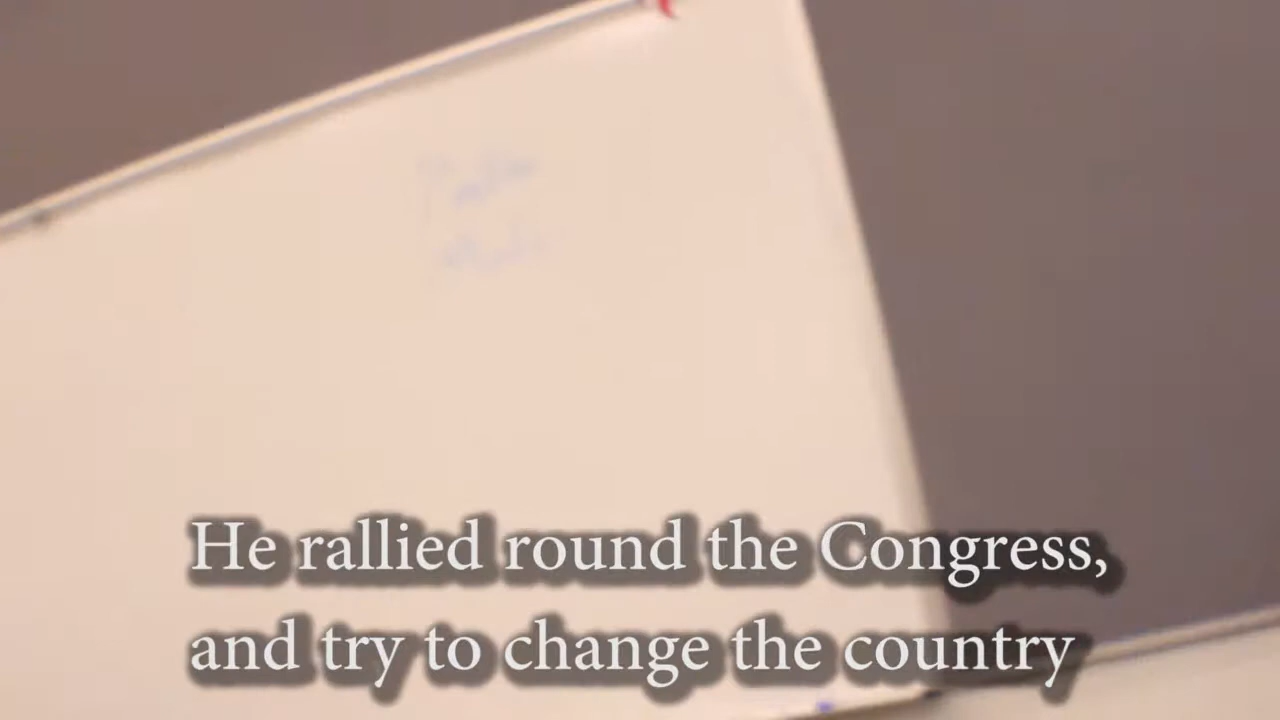 He rallied round the Congress,
and try to change the country